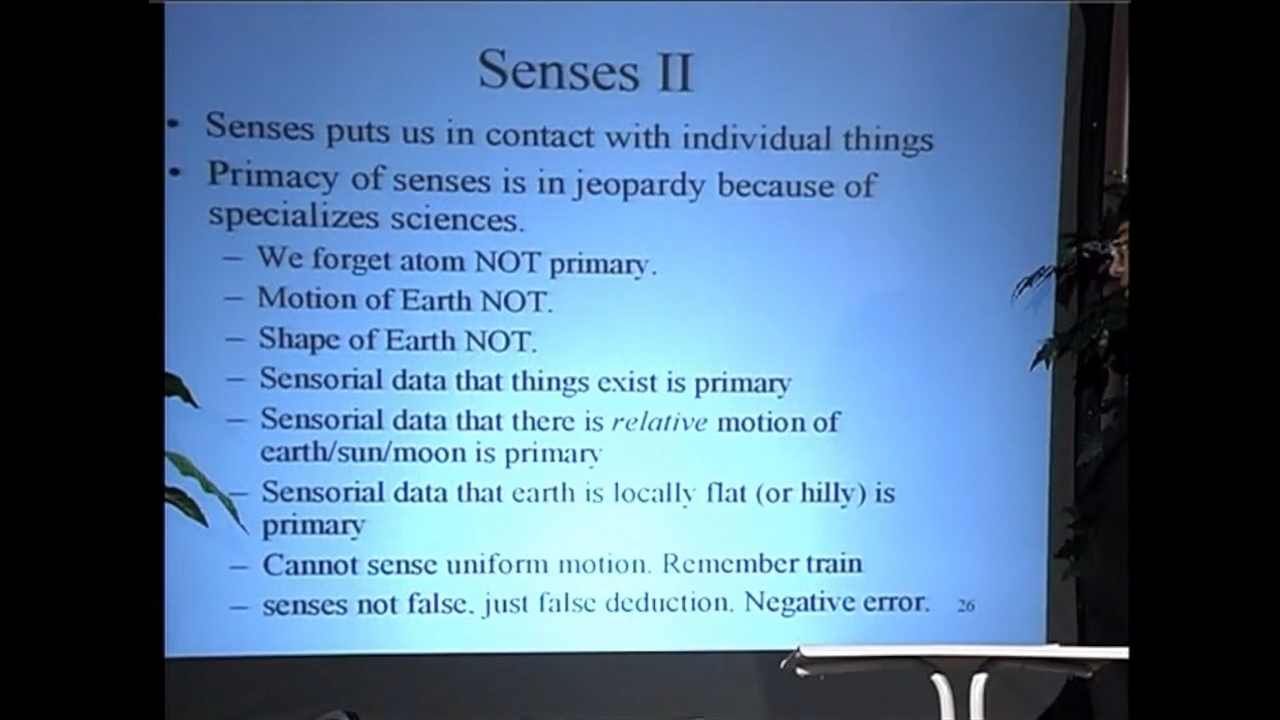 Senses II
• Senses puts us in contact with individual things
• Primacy of senses is in jeopardy because of
specializes sciences.
– We forget atom NOT primary.
– Motion of Earth NOT.
– Shape of Earth NOT.
– Sensorial data that things exist is primary
– Sensorial data that there is relative motion of
earth/sun/moon is primary
– Sensorial data that earth is locally flat (or hilly) is
primary
– Cannot sense uniform motion. Remember train
– senses not false. just false deduction. Negative error.
26